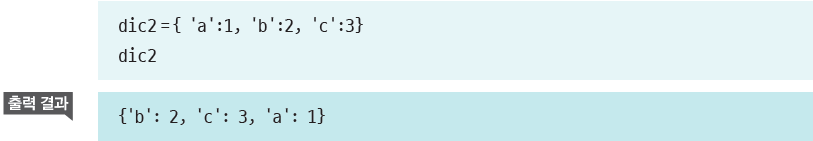 dic2={ 'a':1, 'b':2, 'c':3}
dic2
출력 결과
{'b': 2, 'c': 3, 'a': 1}